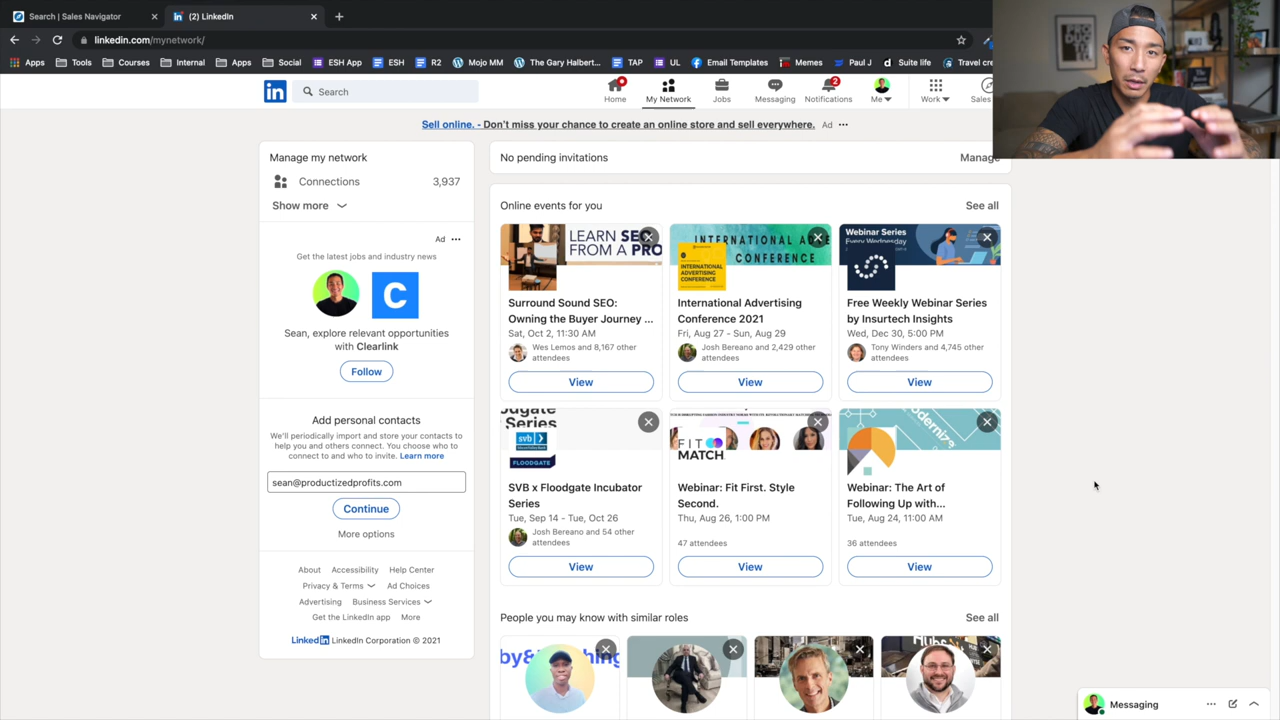 Search | Sales Navigator
(2) LinkedIn
linkedin.com/mynetwork/
Apps Tools Courses Internal Apps Social ESH App ESH R2 Mojo MM The Gary Halbert... TAP UL Email Templates Memes Paul J Suite life Travel cre
in
Search
Home
My Network
Jobs
Messaging
2
Notifications
Me
Work
Sales
Sell online. - Don't miss your chance to create an online store and sell everywhere. Ad
Manage my network
Connections 3,937
Show more
Ad
Get the latest jobs and industry news
C
Sean, explore relevant opportunities
with Clearlink
Follow
Add personal contacts
We'll periodically import and store your contacts to
help you and others connect. You choose who to
connect to and who to invite. Learn more
sean@productizedprofits.com
Continue
More options
About Accessibility Help Center
Privacy & Terms Ad Choices
Advertising Business Services
Get the LinkedIn app More
LinkedIn LinkedIn Corporation © 2021
No pending invitations
Manage
Online events for you
See all
LEARN SE
FROM A PRO
Surround Sound SEO:
Owning the Buyer Journey ...
Sat, Oct 2, 11:30 AM
Wes Lemos and 8,167 other
attendees
View
INTERNATIONAL
CONFERENCE
INTERNATIONAL
ADVERTISING
CONFERENCE
International Advertising
Conference 2021
Fri, Aug 27 - Sun, Aug 29
Josh Bereano and 2,429 other
attendees
View
Webinar Series
Every Wednesday
Free Weekly Webinar Series
by Insurtech Insights
Wed, Dec 30, 5:00 PM
Tony Winders and 4,745 other
attendees
View
Series
svb
FLOODGATE
SVB x Floodgate Incubator
Series
Tue, Sep 14 - Tue, Oct 26
Josh Bereano and 54 other
attendees
View
FIT
MATCH
Webinar: Fit First. Style
Second.
Thu, Aug 26, 1:00 PM
47 attendees
View
Webinar: The Art of
Following Up with...
Tue, Aug 24, 11:00 AM
36 attendees
View
People you may know with similar roles
See all
Messaging